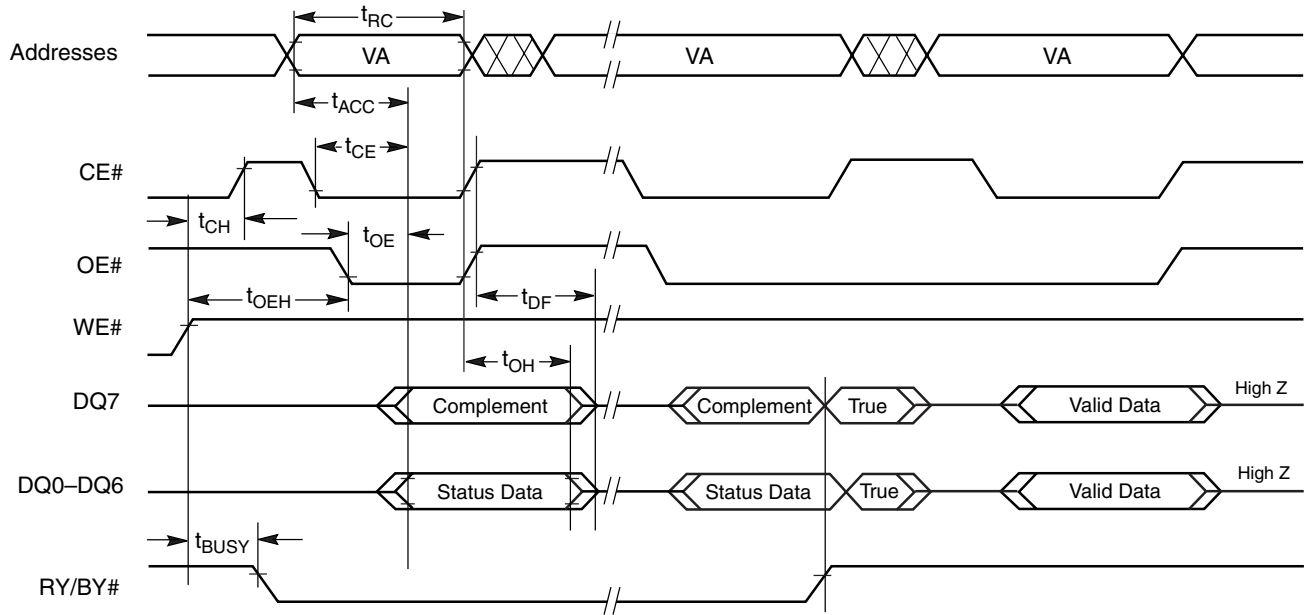 tRC
Addresses VA VA VA
tACC
tCE
CE#
tCH
tOE
OE#
tOEH
tDF
WE#
tOH
DQ7 Complement Complement True Valid Data High Z
DQ0–DQ6 Status Data Status Data True Valid Data High Z
tBUSY
RY/BY#